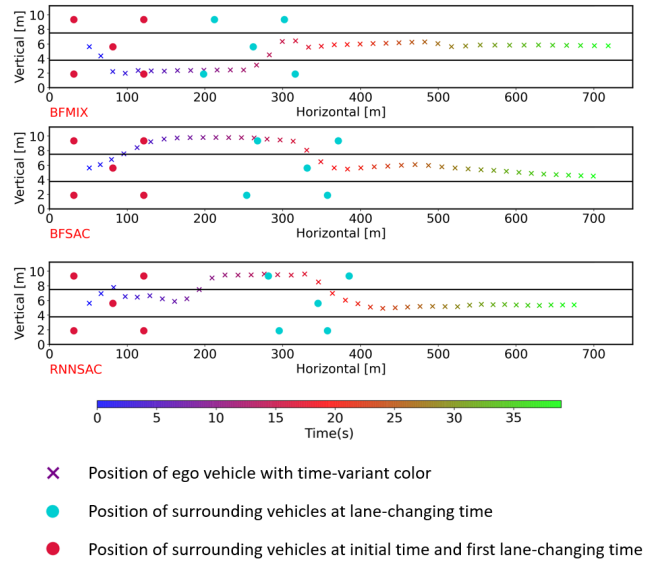 Vertical [m]
10
8
6
4
2
0
0 100 200 300 400 500 600 700
Horizontal [m]
BFMIX
Vertical [m]
10
8
6
4
2
0
0 100 200 300 400 500 600 700
Horizontal [m]
BFSAC
Vertical [m]
10
8
6
4
2
0
0 100 200 300 400 500 600 700
Horizontal [m]
RNNSAC
0 5 10 15 20 25 30 35
Time(s)
Position of ego vehicle with time-variant color
Position of surrounding vehicles at lane-changing time
Position of surrounding vehicles at initial time and first lane-changing time